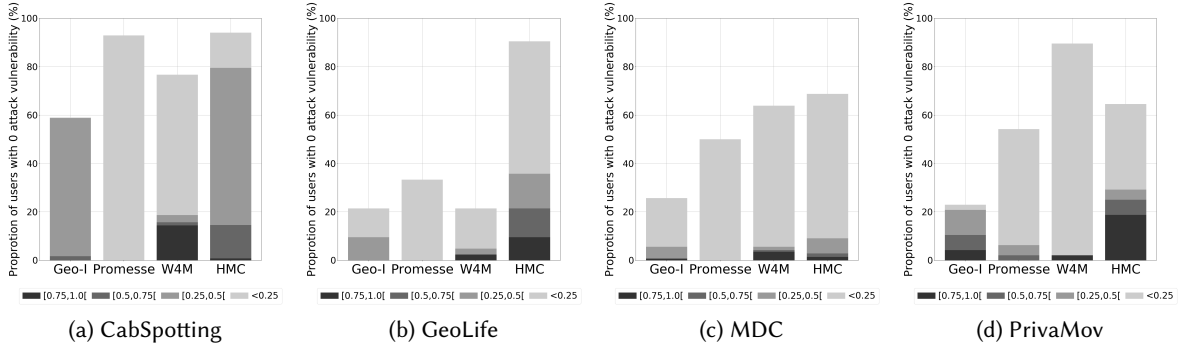 Proprotion of users with 0 attack vulnerability (%)
100
80
60
40
20
0
Geo-I Promesse W4M HMC
[0.75,1.0[ [0.5,0.75[ [0.25,0.5[ <0.25
(a) CabSpotting
Proprotion of users with 0 attack vulnerability (%)
100
80
60
40
20
0
Geo-I Promesse W4M HMC
[0.75,1.0[ [0.5,0.75[ [0.25,0.5[ <0.25
(b) GeoLife
Proprotion of users with 0 attack vulnerability (%)
100
80
60
40
20
0
Geo-I Promesse W4M HMC
[0.75,1.0[ [0.5,0.75[ [0.25,0.5[ <0.25
(c) MDC
Proprotion of users with 0 attack vulnerability (%)
100
80
60
40
20
0
Geo-I Promesse W4M HMC
[0.75,1.0[ [0.5,0.75[ [0.25,0.5[ <0.25
(d) PrivaMov